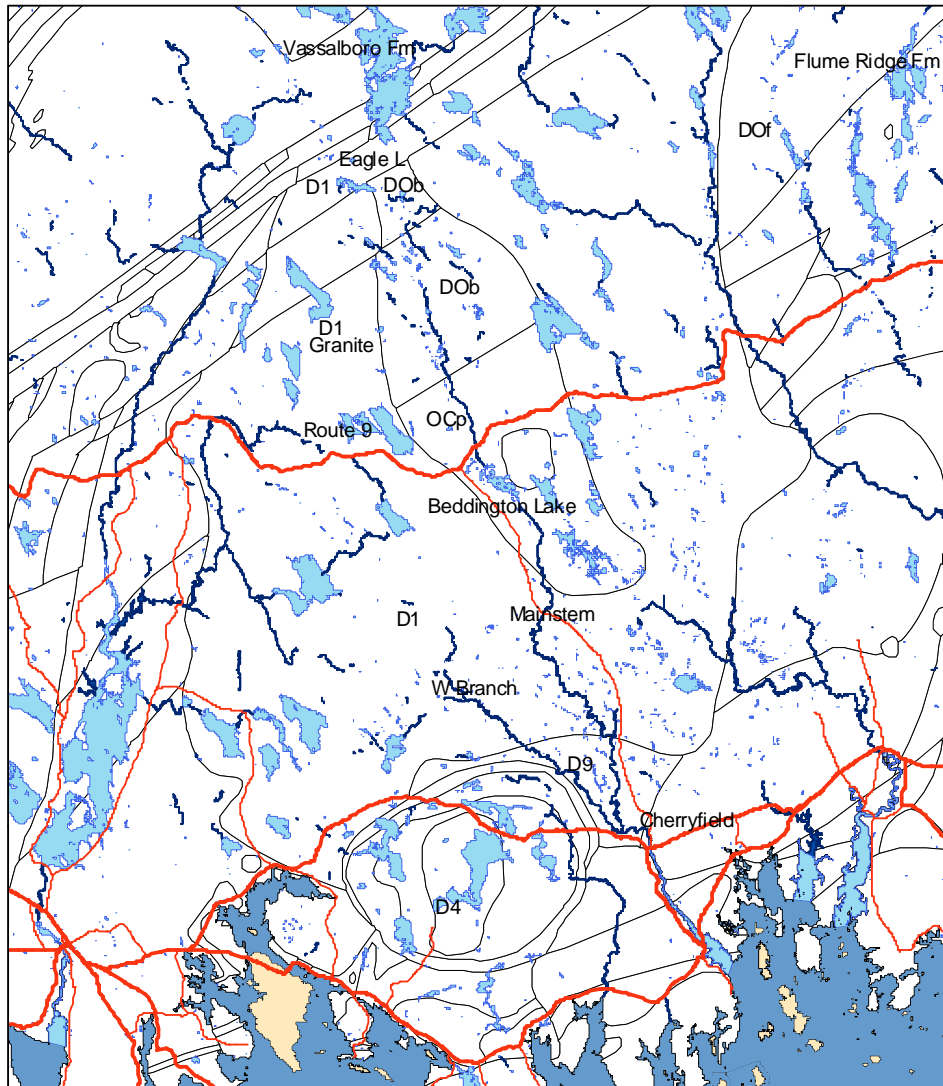 Vassalboro Fm
Flume Ridge Fm
DOf
Eagle L
D1
DOb
DOb
D1
Granite
Route 9
OCp
Beddington Lake
D1
Mainstem
W Branch
D9
Cherryfield
D4